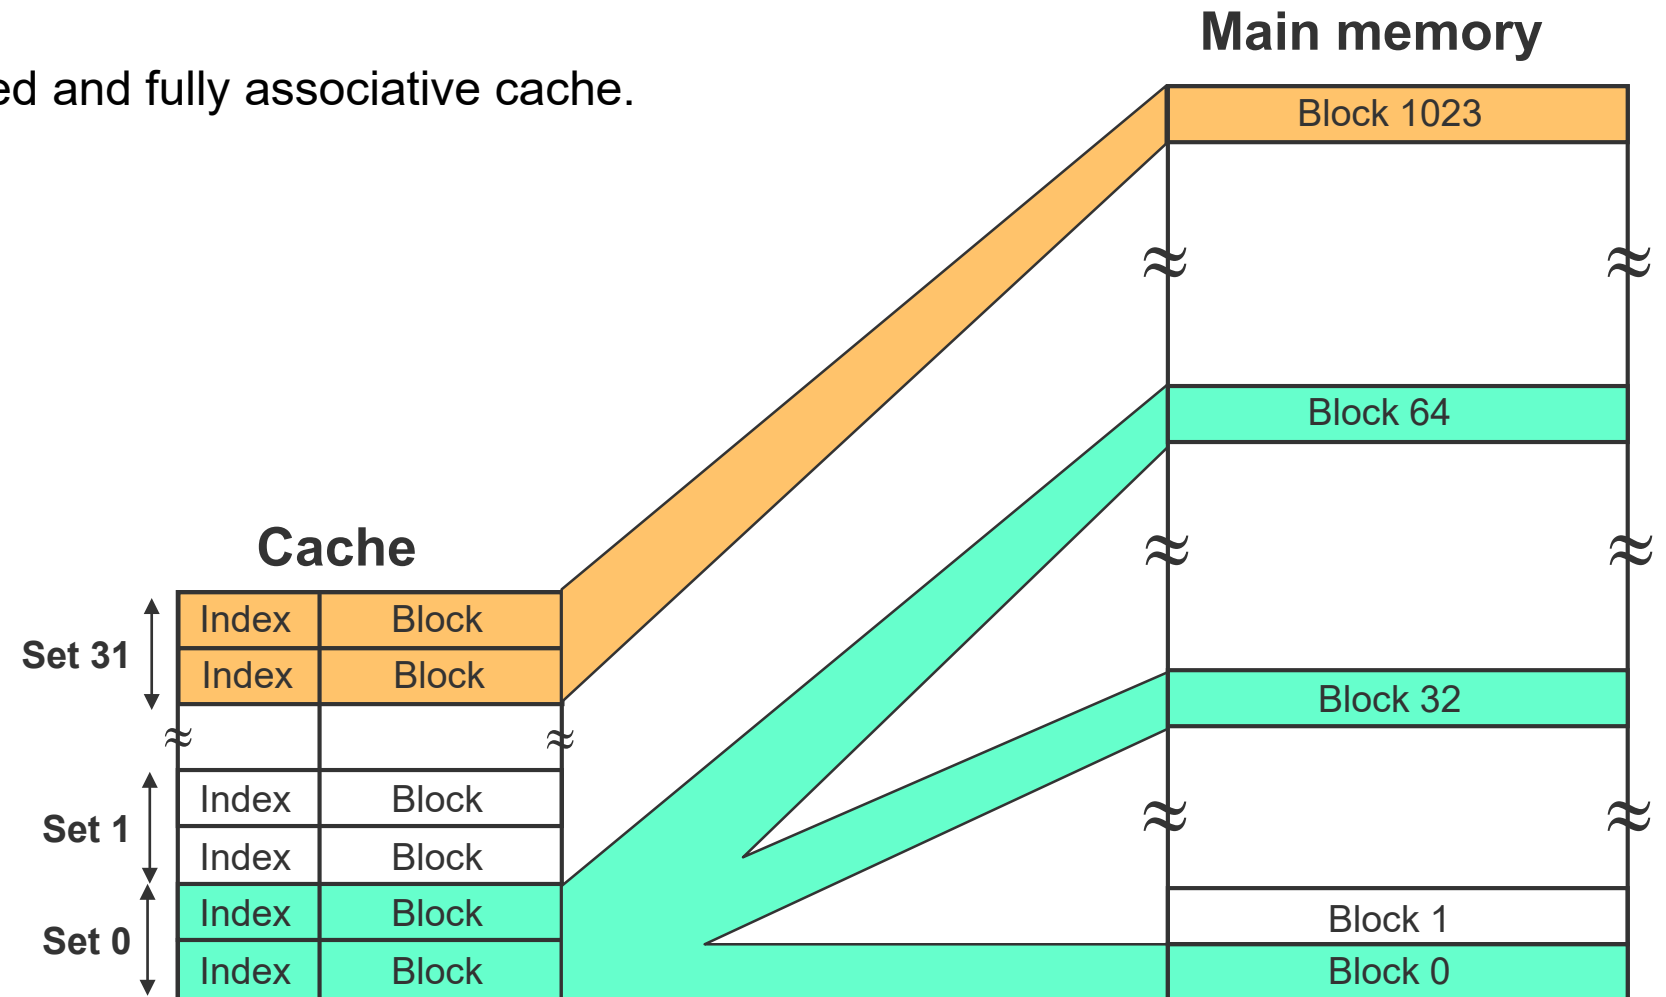 Main memory
ed and fully associative cache.
Block 1023
Block 64
Cache
Index Block
Set 31
Index Block
Block 32
Index Block
Set 1
Index Block
Index Block
Block 1
Set 0
Index Block
Block 0